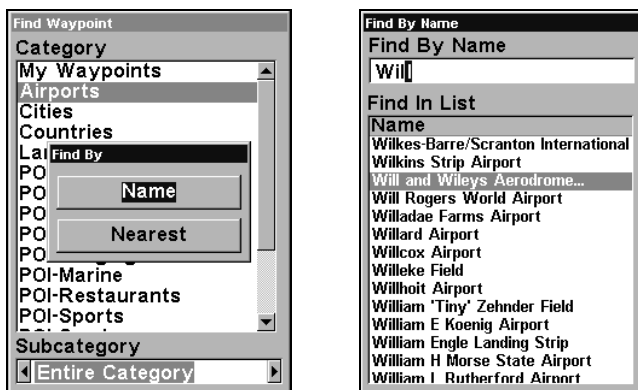 Find Waypoint
Category
My Waypoints
Airports
Cities
Countries
Find By
Name
Nearest
POI-Marine
POI-Restaurants
POI-Sports
Subcategory
Entire Category
Find By Name
Find By Name
Will
Find In List
Name
Wilkes-Barre/Scranton International
Wilkins Strip Airport
Will and Wileys Aerodrome...
Will Rogers World Airport
Willadae Farms Airport
Willard Airport
Willcox Airport
Willeke Field
Willhoit Airport
William 'Tiny' Zehnder Field
William E Koenig Airport
William Engle Landing Strip
William H Morse State Airport
William L Rutherford Airport